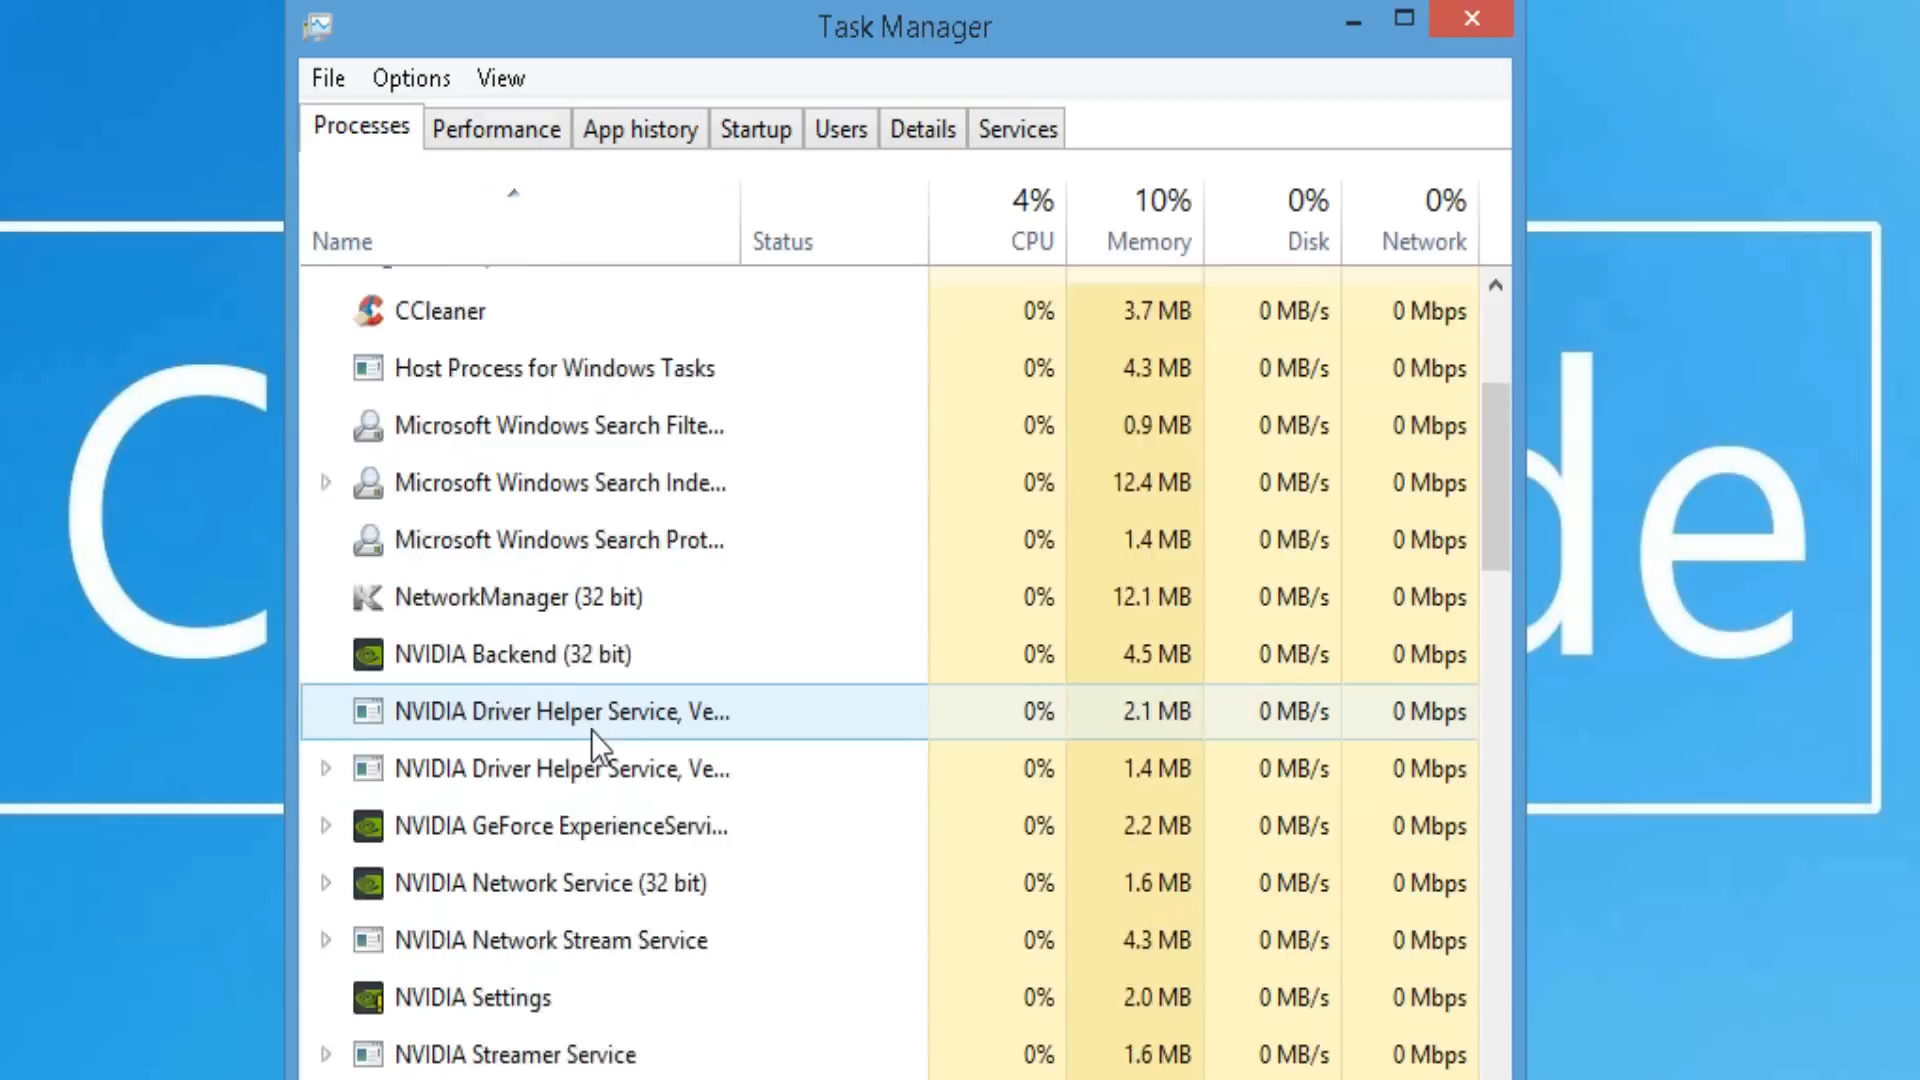 Task Manager
File Options View
Processes Performance App history Startup Users Details Services
4% 10% 0% 0%
Name Status CPU Memory Disk Network
CCleaner 0% 3.7 MB 0 MB/s 0 Mbps
Host Process for Windows Tasks 0% 4.3 MB 0 MB/s 0 Mbps
Microsoft Windows Search Filte... 0% 0.9 MB 0 MB/s 0 Mbps
Microsoft Windows Search Inde... 0% 12.4 MB 0 MB/s 0 Mbps
Microsoft Windows Search Prot... 0% 1.4 MB 0 MB/s 0 Mbps
NetworkManager (32 bit) 0% 12.1 MB 0 MB/s 0 Mbps
NVIDIA Backend (32 bit) 0% 4.5 MB 0 MB/s 0 Mbps
NVIDIA Driver Helper Service, Ve... 0% 2.1 MB 0 MB/s 0 Mbps
NVIDIA Driver Helper Service, Ve... 0% 1.4 MB 0 MB/s 0 Mbps
NVIDIA GeForce ExperienceServi... 0% 2.2 MB 0 MB/s 0 Mbps
NVIDIA Network Service (32 bit) 0% 1.6 MB 0 MB/s 0 Mbps
NVIDIA Network Stream Service 0% 4.3 MB 0 MB/s 0 Mbps
NVIDIA Settings 0% 2.0 MB 0 MB/s 0 Mbps
NVIDIA Streamer Service 0% 1.6 MB 0 MB/s 0 Mbps